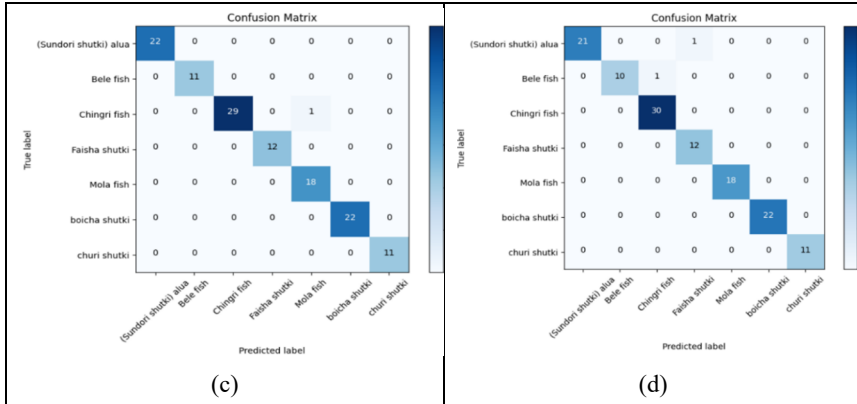 Confusion Matrix
(Sundori shutki) alua 22 0 0 0 0 0 0
Bele fish 0 11 0 0 0 0 0
Chingri fish 0 0 29 0 1 0 0
Faisha shutki 0 0 0 12 0 0 0
Mola fish 0 0 0 0 18 0 0
boicha shutki 0 0 0 0 0 22 0
churi shutki 0 0 0 0 0 0 11
True label
(Sundori shutki) alua Bele fish Chingri fish Faisha shutki Mola fish boicha shutki churi shutki
Predicted label
(c)
Confusion Matrix
(Sundori shutki) alua 21 0 0 1 0 0 0
Bele fish 0 10 1 0 0 0 0
Chingri fish 0 0 30 0 0 0 0
Faisha shutki 0 0 0 12 0 0 0
Mola fish 0 0 0 0 18 0 0
boicha shutki 0 0 0 0 0 22 0
churi shutki 0 0 0 0 0 0 11
True label
(Sundori shutki) alua Bele fish Chingri fish Faisha shutki Mola fish boicha shutki churi shutki
Predicted label
(d)